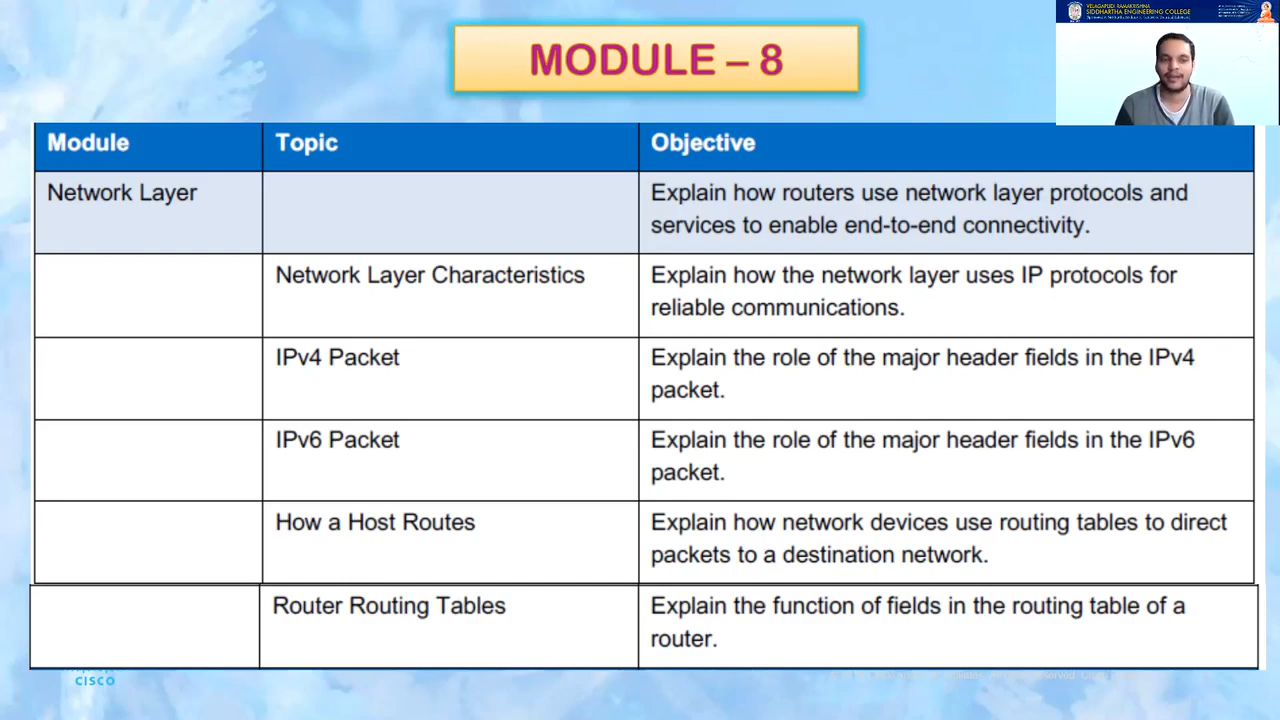 VELAGAPUDI RAMAKRISHNA
SIDDHARTHA ENGINEERING COLLEGE
MODULE – 8
Module Topic Objective
Network Layer Explain how routers use network layer protocols and
services to enable end-to-end connectivity.
Network Layer Characteristics Explain how the network layer uses IP protocols for
reliable communications.
IPv4 Packet Explain the role of the major header fields in the IPv4
packet.
IPv6 Packet Explain the role of the major header fields in the IPv6
packet.
How a Host Routes Explain how network devices use routing tables to direct
packets to a destination network.
Router Routing Tables Explain the function of fields in the routing table of a
router.
CISCO